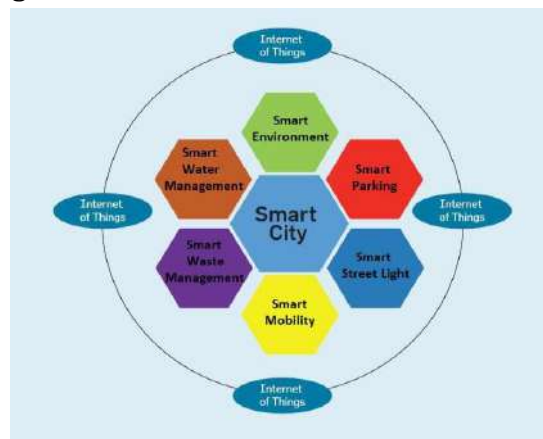 Internet
of Things
Smart
Environment
Smart
Water
Management
Smart
Parking
Internet
of Things
Smart
City
Internet
of Things
Smart
Waste
Management
Smart
Street Light
Smart
Mobility
Internet
of Things